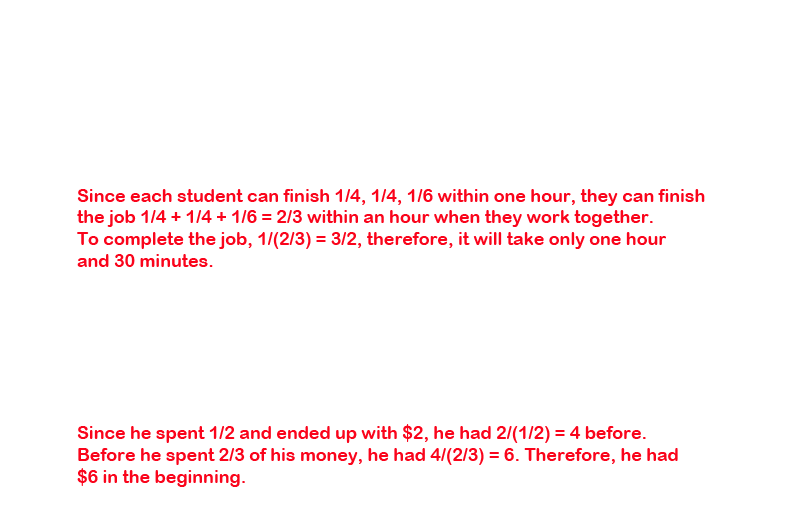 Since each student can finish 1/4, 1/4, 1/6 within one hour, they can finish
the job 1/4 + 1/4 + 1/6 = 2/3 within an hour when they work together.
To complete the job, 1/(2/3) = 3/2, therefore, it will take only one hour
and 30 minutes.
Since he spent 1/2 and ended up with $2, he had 2/(1/2) = 4 before.
Before he spent 2/3 of his money, he had 4/(2/3) = 6. Therefore, he had
$6 in the beginning.